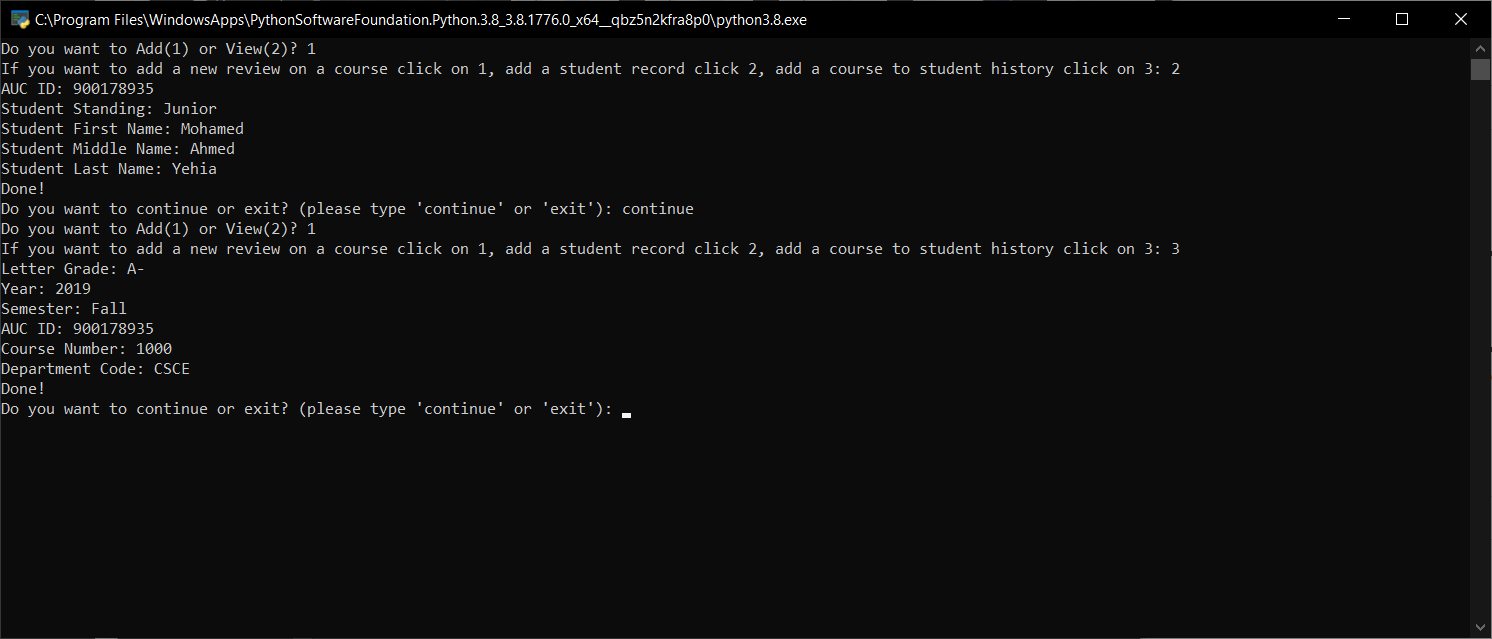 C:\Program Files\WindowsApps\PythonSoftwareFoundation.Python.3.8_3.8.1776.0_x64__qbz5n2kfra8p0\python3.8.exe
Do you want to Add(1) or View(2)? 1
If you want to add a new review on a course click on 1, add a student record click 2, add a course to student history click on 3: 2
AUC ID: 900178935
Student Standing: Junior
Student First Name: Mohamed
Student Middle Name: Ahmed
Student Last Name: Yehia
Done!
Do you want to continue or exit? (please type 'continue' or 'exit'): continue
Do you want to Add(1) or View(2)? 1
If you want to add a new review on a course click on 1, add a student record click 2, add a course to student history click on 3: 3
Letter Grade: A-
Year: 2019
Semester: Fall
AUC ID: 900178935
Course Number: 1000
Department Code: CSCE
Done!
Do you want to continue or exit? (please type 'continue' or 'exit'):